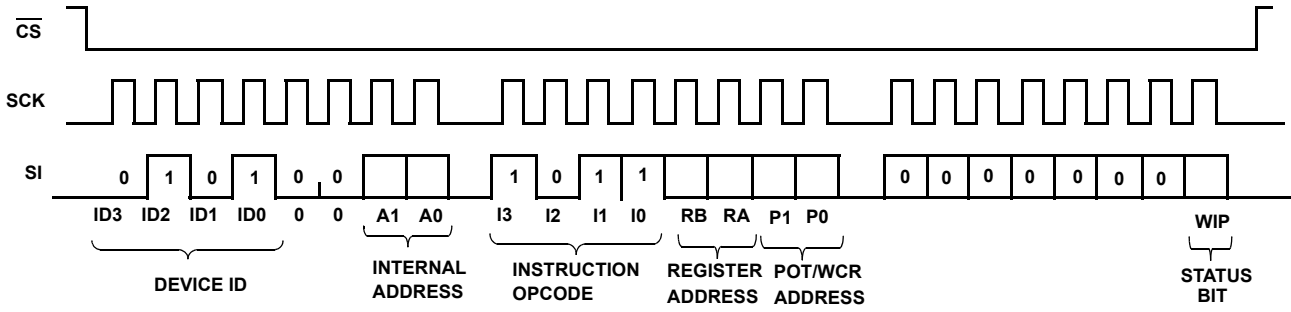 CS
SCK
SI
0 1 0 1 0 0 1 0 1 1 0 0 0 0 0 0 0
ID3 ID2 ID1 ID0 0 0 A1 A0 I3 I2 I1 I0 RB RA P1 P0 WIP
DEVICE ID
INTERNAL
ADDRESS
INSTRUCTION
OPCODE
REGISTER
ADDRESS
POT/WCR
ADDRESS
STATUS
BIT